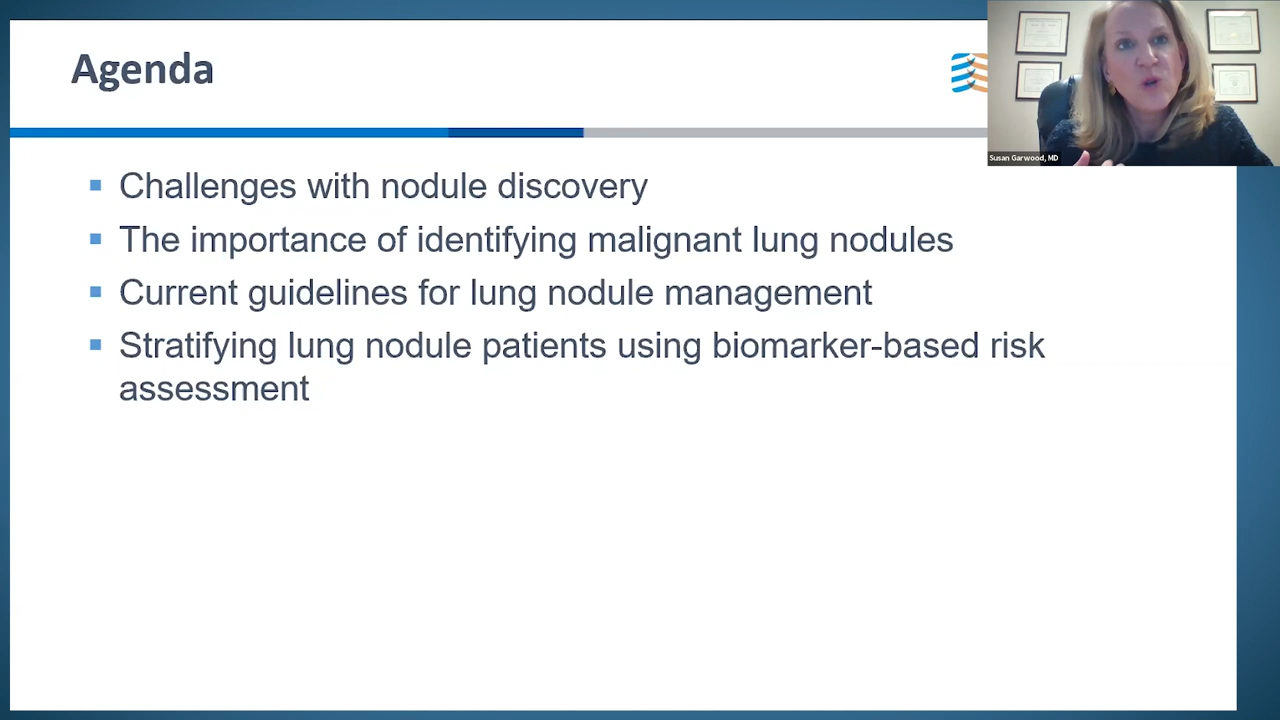 Agenda
Susan Garwood, MD
▪ Challenges with nodule discovery
▪ The importance of identifying malignant lung nodules
▪ Current guidelines for lung nodule management
▪ Stratifying lung nodule patients using biomarker-based risk
assessment